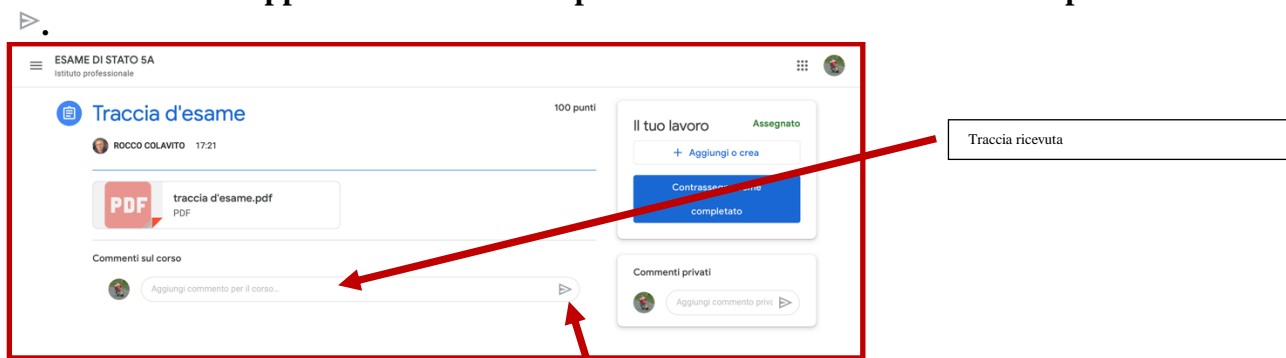 ESAME DI STATO 5A
Istituto professionale
Traccia d'esame
100 punti
ROCCO COLAVITO 17:21
PDF
traccia d'esame.pdf
PDF
Commenti sul corso
Aggiungi commento per il corso...
Il tuo lavoro
Assegnato
+ Aggiungi o crea
completato
Commenti privati
Aggiungi commento
Traccia ricevuta